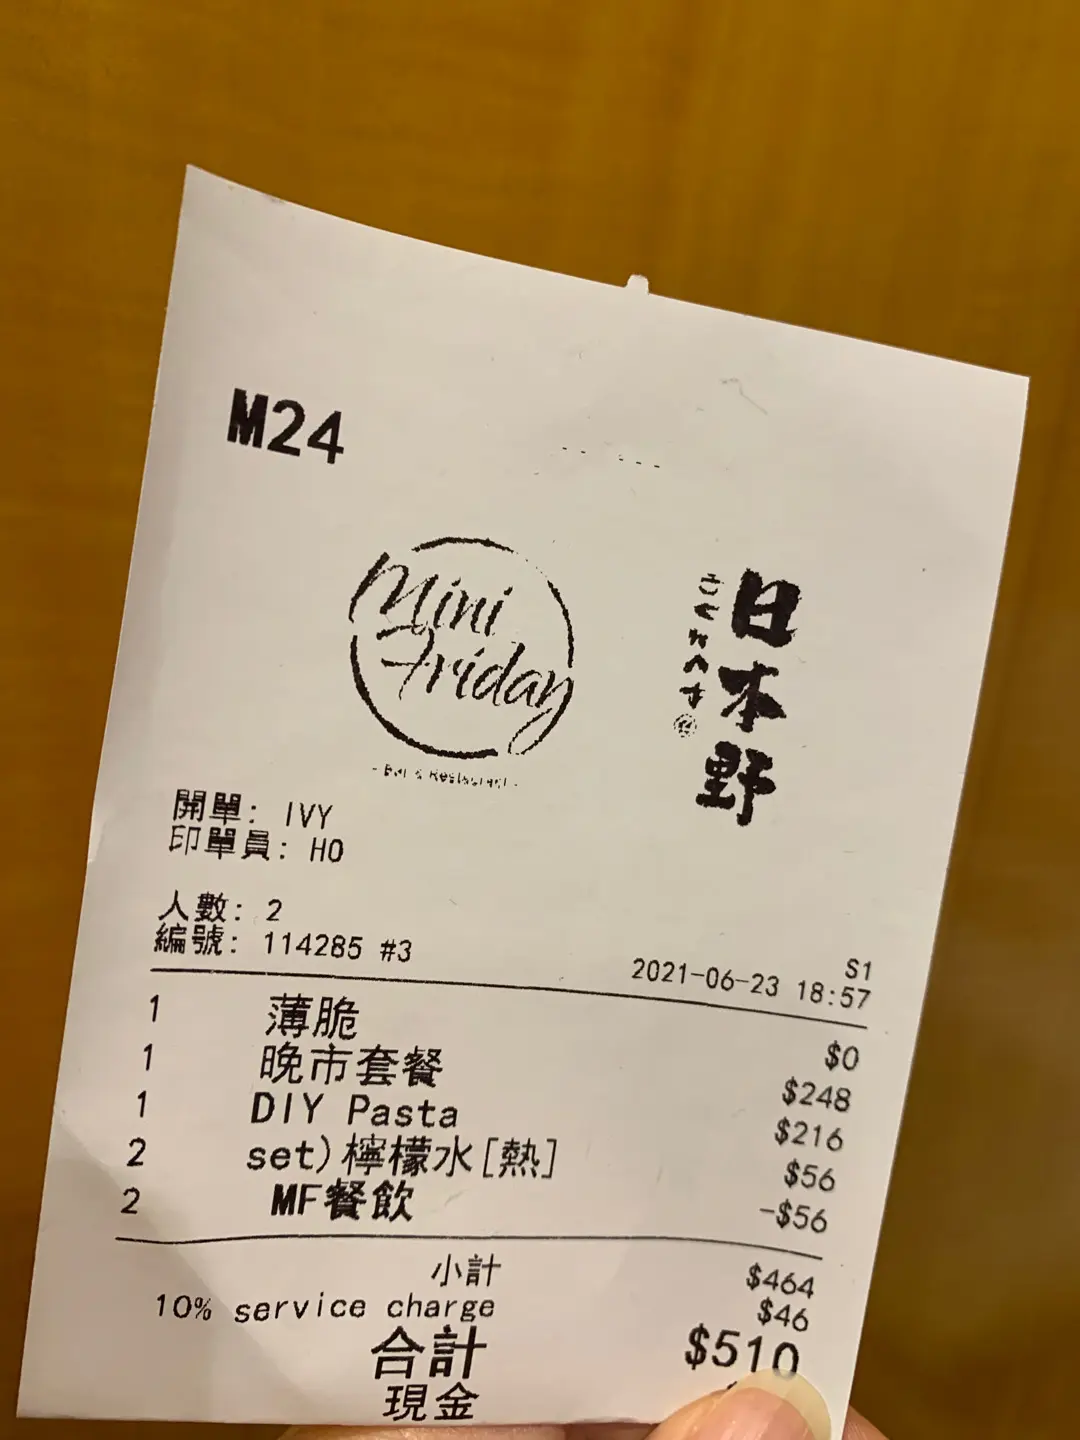 M24
Mini
Friday
- Bar & Restaurant -
日本野
開單: IVY
印單員: HO
人數: 2
編號: 114285 #3
S1
2021-06-23 18:57
1 薄脆 $0
1 晚市套餐 $248
1 DIY Pasta $216
2 set)檸檬水[熱] $56
2 MF餐飲 -$56
小計 $464
10% service charge $46
合計 $510
現金